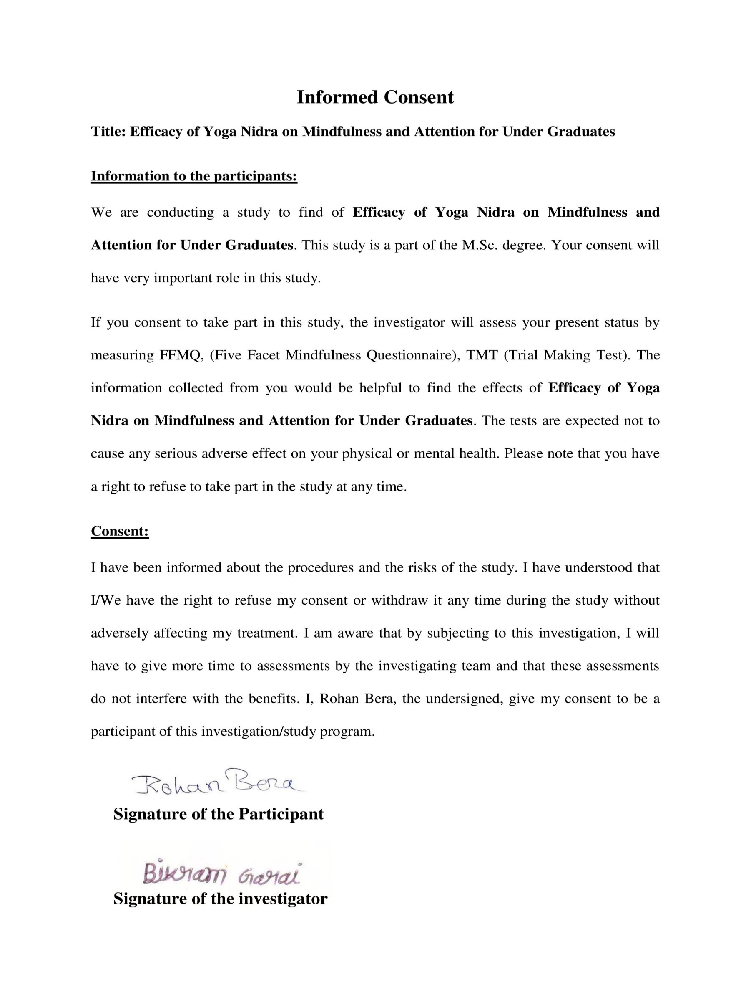 Informed Consent
Title: Efficacy of Yoga Nidra on Mindfulness and Attention for Under Graduates
Information to the participants:
We are conducting a study to find of Efficacy of Yoga Nidra on Mindfulness and
Attention for Under Graduates. This study is a part of the M.Sc. degree. Your consent will
have very important role in this study.
If you consent to take part in this study, the investigator will assess your present status by
measuring FFMQ, (Five Facet Mindfulness Questionnaire), TMT (Trial Making Test). The
information collected from you would be helpful to find the effects of Efficacy of Yoga
Nidra on Mindfulness and Attention for Under Graduates. The tests are expected not to
cause any serious adverse effect on your physical or mental health. Please note that you have
a right to refuse to take part in the study at any time.
Consent:
I have been informed about the procedures and the risks of the study. I have understood that
I/We have the right to refuse my consent or withdraw it any time during the study without
adversely affecting my treatment. I am aware that by subjecting to this investigation, I will
have to give more time to assessments by the investigating team and that these assessments
do not interfere with the benefits. I, Rohan Bera, the undersigned, give my consent to be a
participant of this investigation/study program.
Rohan Bera
Signature of the Participant
Bikram Garai
Signature of the investigator